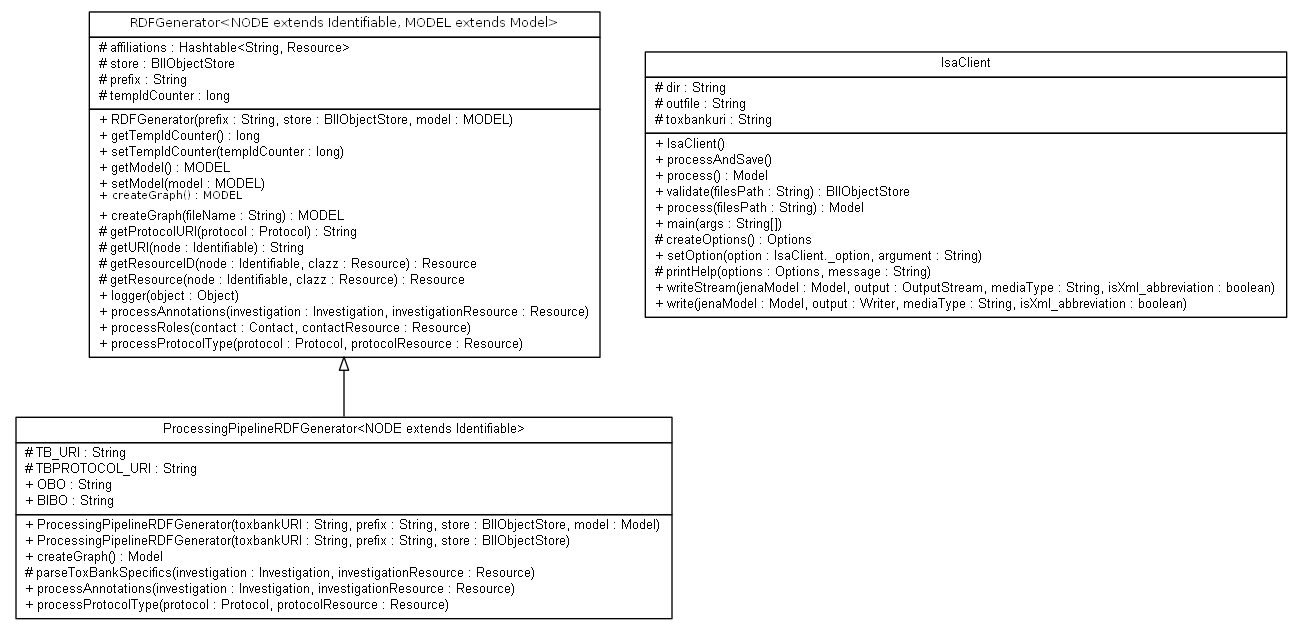 RDFGenerator<NODE extends Identifiable, MODEL extends Model>
# affiliations : Hashtable<String, Resource>
# store : BIIObjectStore
# prefix : String
# tempIdCounter : long
+ RDFGenerator(prefix : String, store : BIIObjectStore, model : MODEL)
+ getTempIdCounter() : long
+ setTempIdCounter(tempIdCounter : long)
+ getModel() : MODEL
+ setModel(model : MODEL)
+ createGraph() : MODEL
+ createGraph(fileName : String) : MODEL
# getProtocolURI(protocol : Protocol) : String
# getURI(node : Identifiable) : String
# getResourceID(node : Identifiable, clazz : Resource) : Resource
# getResource(node : Identifiable, clazz : Resource) : Resource
+ logger(object : Object)
+ processAnnotations(investigation : Investigation, investigationResource : Resource)
+ processRoles(contact : Contact, contactResource : Resource)
+ processProtocolType(protocol : Protocol, protocolResource : Resource)
IsaClient
# dir : String
# outfile : String
# toxbankuri : String
+ IsaClient()
+ processAndSave()
+ process() : Model
+ validate(filesPath : String) : BIIObjectStore
+ process(filesPath : String) : Model
+ main(args : String[])
# createOptions() : Options
+ setOption(option : IsaClient._option, argument : String)
# printHelp(options : Options, message : String)
+ writeStream(jenaModel : Model, output : OutputStream, mediaType : String, isXml_abbreviation : boolean)
+ write(jenaModel : Model, output : Writer, mediaType : String, isXml_abbreviation : boolean)
ProcessingPipelineRDFGenerator<NODE extends Identifiable>
# TB_URI : String
# TBPROTOCOL_URI : String
+ OBO : String
+ BIBO : String
+ ProcessingPipelineRDFGenerator(toxbankURI : String, prefix : String, store : BIIObjectStore, model : Model)
+ ProcessingPipelineRDFGenerator(toxbankURI : String, prefix : String, store : BIIObjectStore)
+ createGraph() : Model
# parseToxBankSpecifics(investigation : Investigation, investigationResource : Resource)
+ processAnnotations(investigation : Investigation, investigationResource : Resource)
+ processProtocolType(protocol : Protocol, protocolResource : Resource)